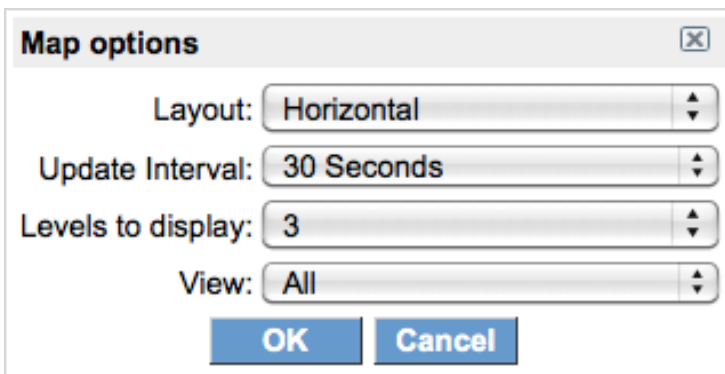 Map options
Layout: Horizontal
Update Interval: 30 Seconds
Levels to display: 3
View: All
OK Cancel